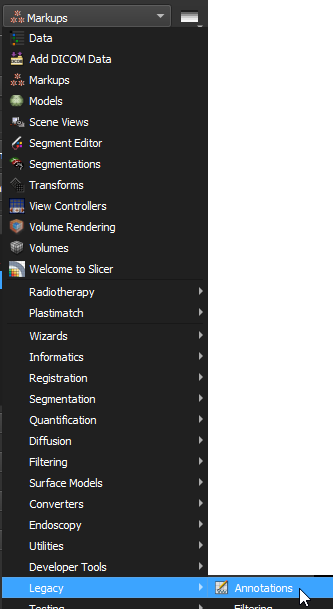 Markups
Data
Add DICOM Data
Markups
Models
Scene Views
Segment Editor
Segmentations
Transforms
View Controllers
Volume Rendering
Volumes
Welcome to Slicer
Radiotherapy
Plastimatch
Wizards
Informatics
Registration
Segmentation
Quantification
Diffusion
Filtering
Surface Models
Converters
Endoscopy
Utilities
Developer Tools
Legacy
Annotations
Testing
Filtering